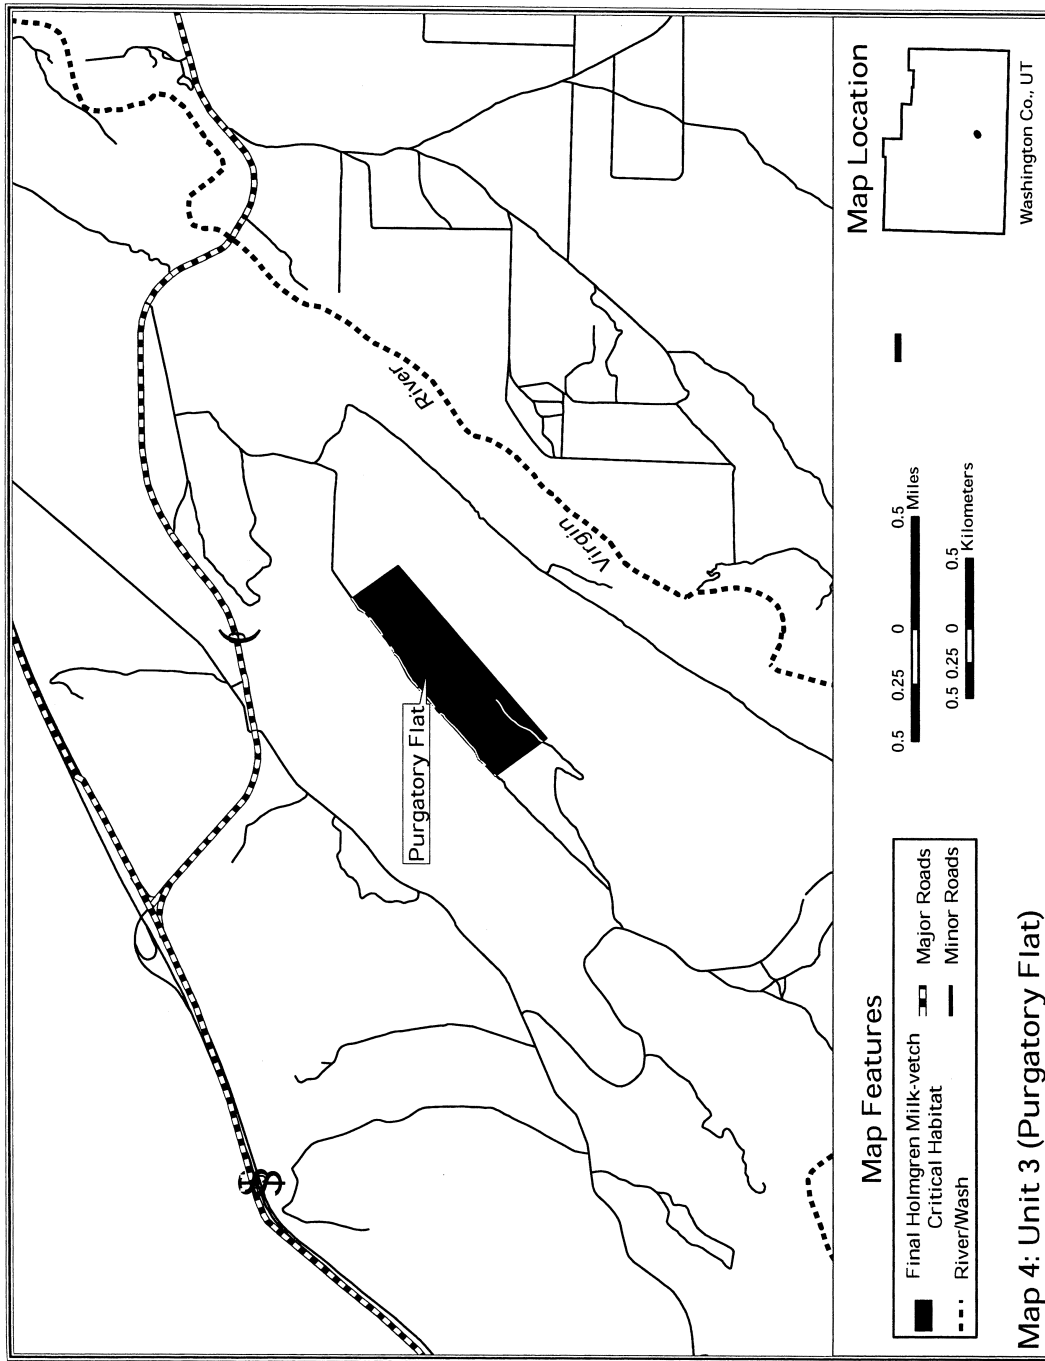 Purgatory Flat
Virgin
River
Map Features
Final Holmgren Milk-vetch
Critical Habitat
River/Wash
Major Roads
Minor Roads
0.5 0.25 0 0.5
Miles
0.5 0.25 0 0.5
Kilometers
Map Location
Washington Co., UT
Map 4: Unit 3 (Purgatory Flat)